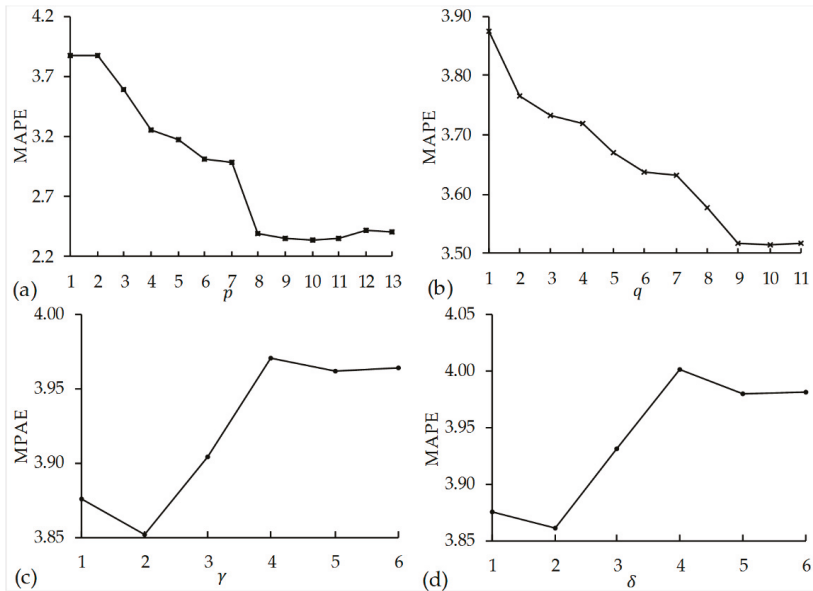 4.2
3.7
3.2
2.7
2.2
MAPE
1 2 3 4 5 6 7 8 9 10 11 12 13
(a)
p
3.90
3.80
3.70
3.60
3.50
MAPE
1 2 3 4 5 6 7 8 9 10 11
(b)
q
4.00
3.95
3.90
3.85
MPAE
1 2 3 4 5 6
(c)
γ
4.05
4.00
3.95
3.90
3.85
MAPE
1 2 3 4 5 6
(d)
δ